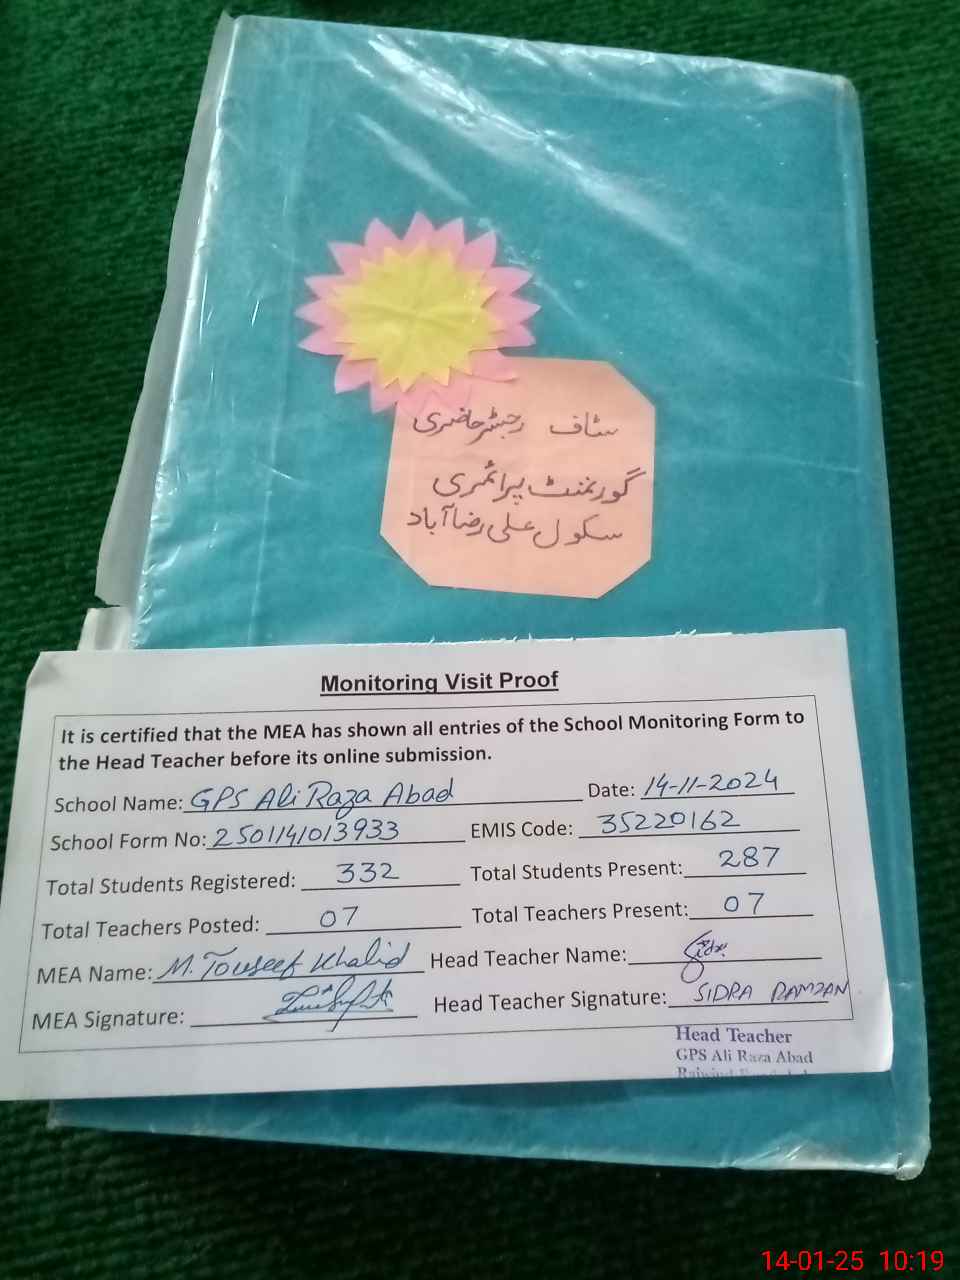 سٹاف رجسٹر حاضری
گورنمنٹ پرائمری
سکول علی رضا آباد
Monitoring Visit Proof
It is certified that the MEA has shown all entries of the School Monitoring Form to
the Head Teacher before its online submission.
School Name: GPS Ali Raza Abad Date: 14-11-2024
School Form No: 2501141013933 EMIS Code: 35220162
Total Students Registered: 332 Total Students Present: 287
Total Teachers Posted: 07 Total Teachers Present: 07
MEA Name: M. Touseef Khalid Head Teacher Name:
MEA Signature: Head Teacher Signature: SIDRA RAMZAN
Head Teacher
GPS Ali Raza Abad
Raiwind
14-01-25 10:19